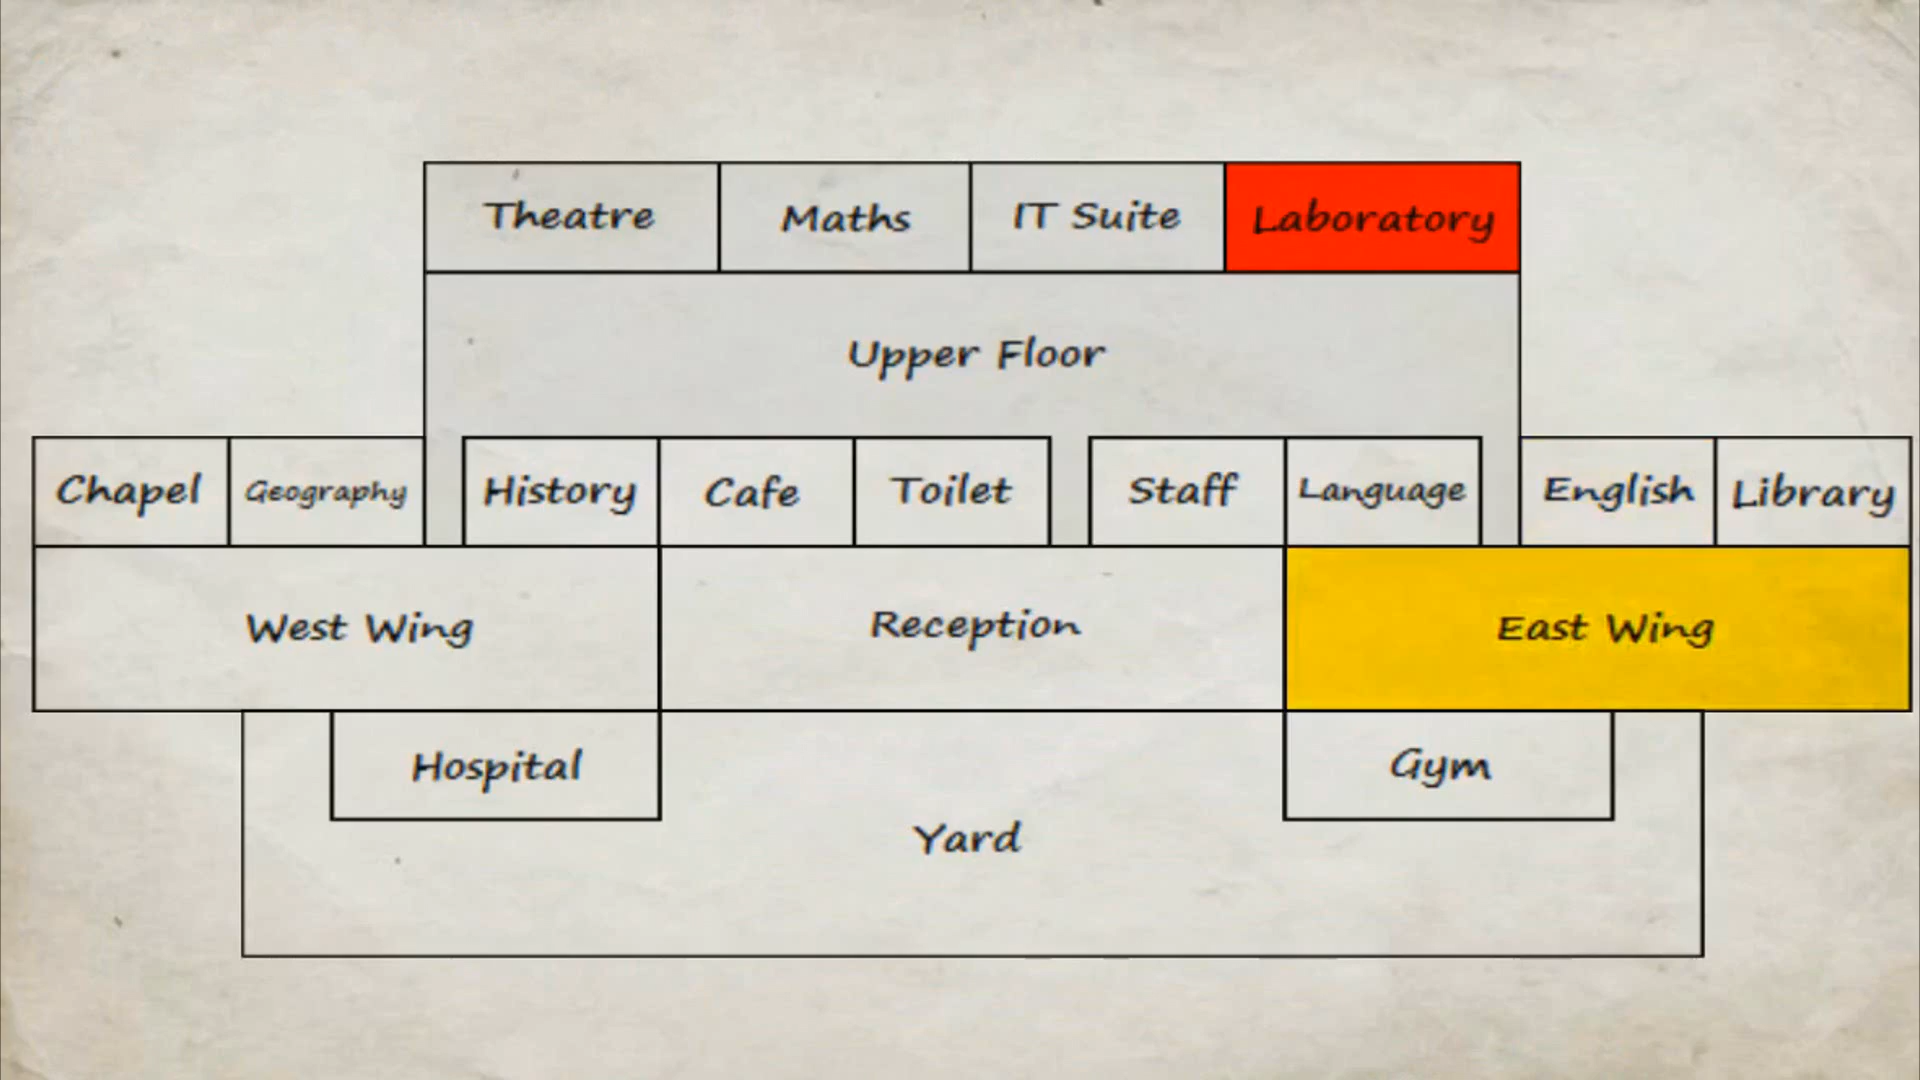 Theatre
Maths
IT Suite
Laboratory
Upper Floor
Chapel
Geography
History
Cafe
Toilet
Staff
Language
English
Library
West Wing
Reception
East Wing
Hospital
Gym
Yard